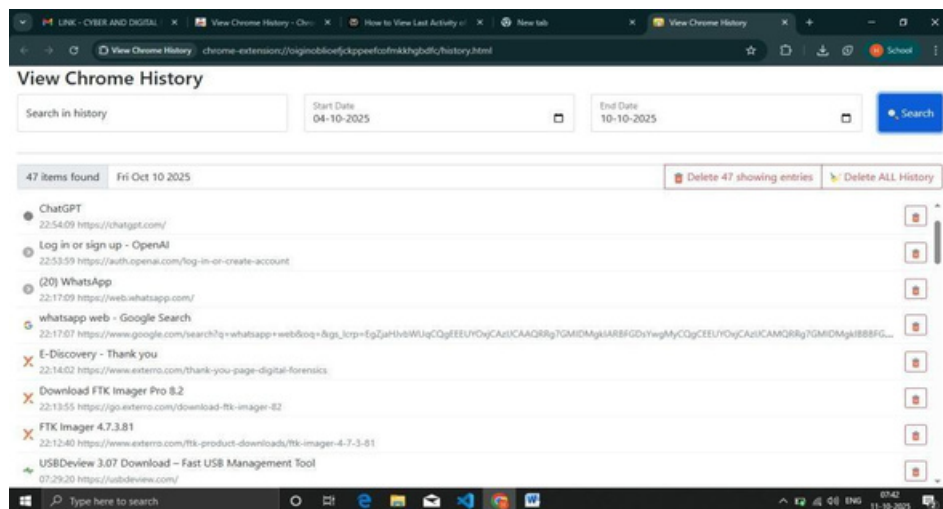 LINK - CYBER AND DIGITAL
View Chrome History - Chro
How to View Last Activity of
New tab
View Chrome History
View Chrome History
chrome-extension://oiginoblioefjckppeefcofmkkhgbdfc/history.html
School
View Chrome History
Search in history
Start Date
04-10-2025
End Date
10-10-2025
Search
47 items found
Fri Oct 10 2025
Delete 47 showing entries
Delete ALL History
ChatGPT
22:54:09 https://chatgpt.com/
Log in or sign up - OpenAI
22:53:59 https://auth.openai.com/log-in-or-create-account
(20) WhatsApp
22:17:09 https://web.whatsapp.com/
whatsapp web - Google Search
22:17:07
E-Discovery - Thank you
22:14:02 https://www.exterro.com/thank-you-page-digital-forensics
Download FTK Imager Pro 8.2
22:13:55 https://go.exterro.com/download-ftk-imager-82
FTK Imager 4.7.3.81
22:12:40 https://www.exterro.com/ftk-product-downloads/ftk-imager-4-7-3-81
USBDeview 3.07 Download – Fast USB Management Tool
07:29:20 https://usbdeview.com/
Type here to search
ENG
07:42
11-10-2025